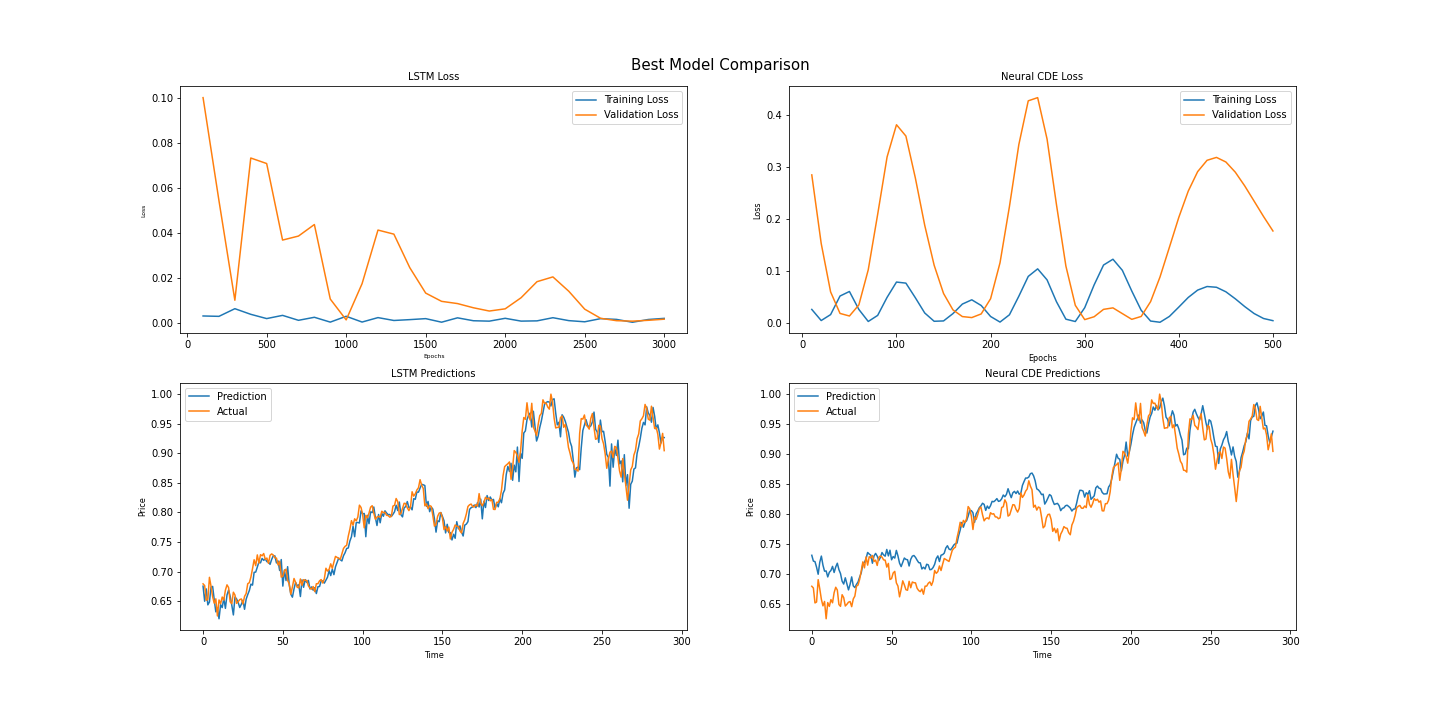 Best Model Comparison
LSTM Loss
0.10
0.08
0.06
0.04
0.02
0.00
Loss
Training Loss
Validation Loss
0 500 1000 1500 2000 2500 3000
Epochs
Neural CDE Loss
0.4
0.3
0.2
0.1
0.0
Loss
Training Loss
Validation Loss
0 100 200 300 400 500
Epochs
LSTM Predictions
1.00
0.95
0.90
0.85
0.80
0.75
0.70
0.65
Price
Prediction
Actual
0 50 100 150 200 250 300
Time
Neural CDE Predictions
1.00
0.95
0.90
0.85
0.80
0.75
0.70
0.65
Price
Prediction
Actual
0 50 100 150 200 250 300
Time